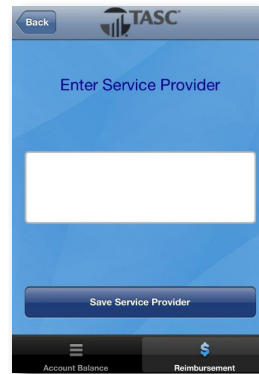 Back
TASC
Enter Service Provider
Save Service Provider
Account Balance
$
Reimbursement